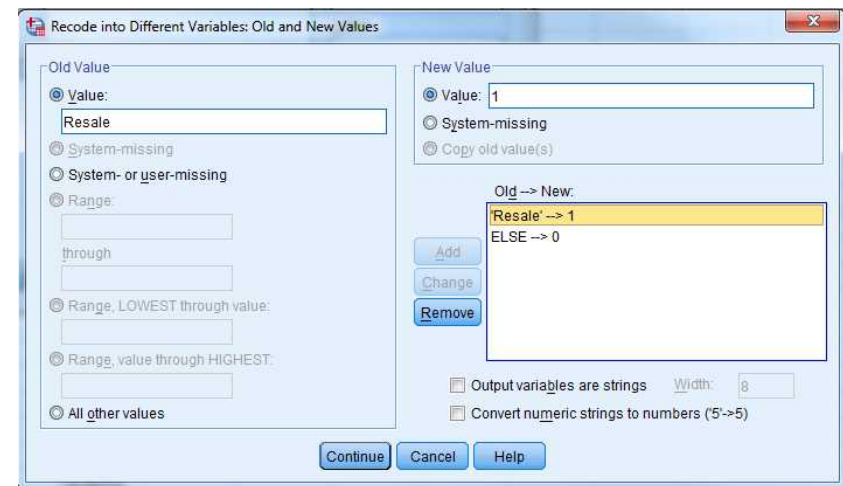 Recode into Different Variables: Old and New Values
Old Value
Value:
Resale
System-missing
System- or user-missing
Range:
through
Range, LOWEST through value:
Range, value through HIGHEST:
All other values
New Value
Value: 1
System-missing
Copy old value(s)
Old --> New:
'Resale' --> 1
ELSE --> 0
Add
Change
Remove
Output variables are strings Width: 8
Convert numeric strings to numbers ('5'->5)
Continue Cancel Help